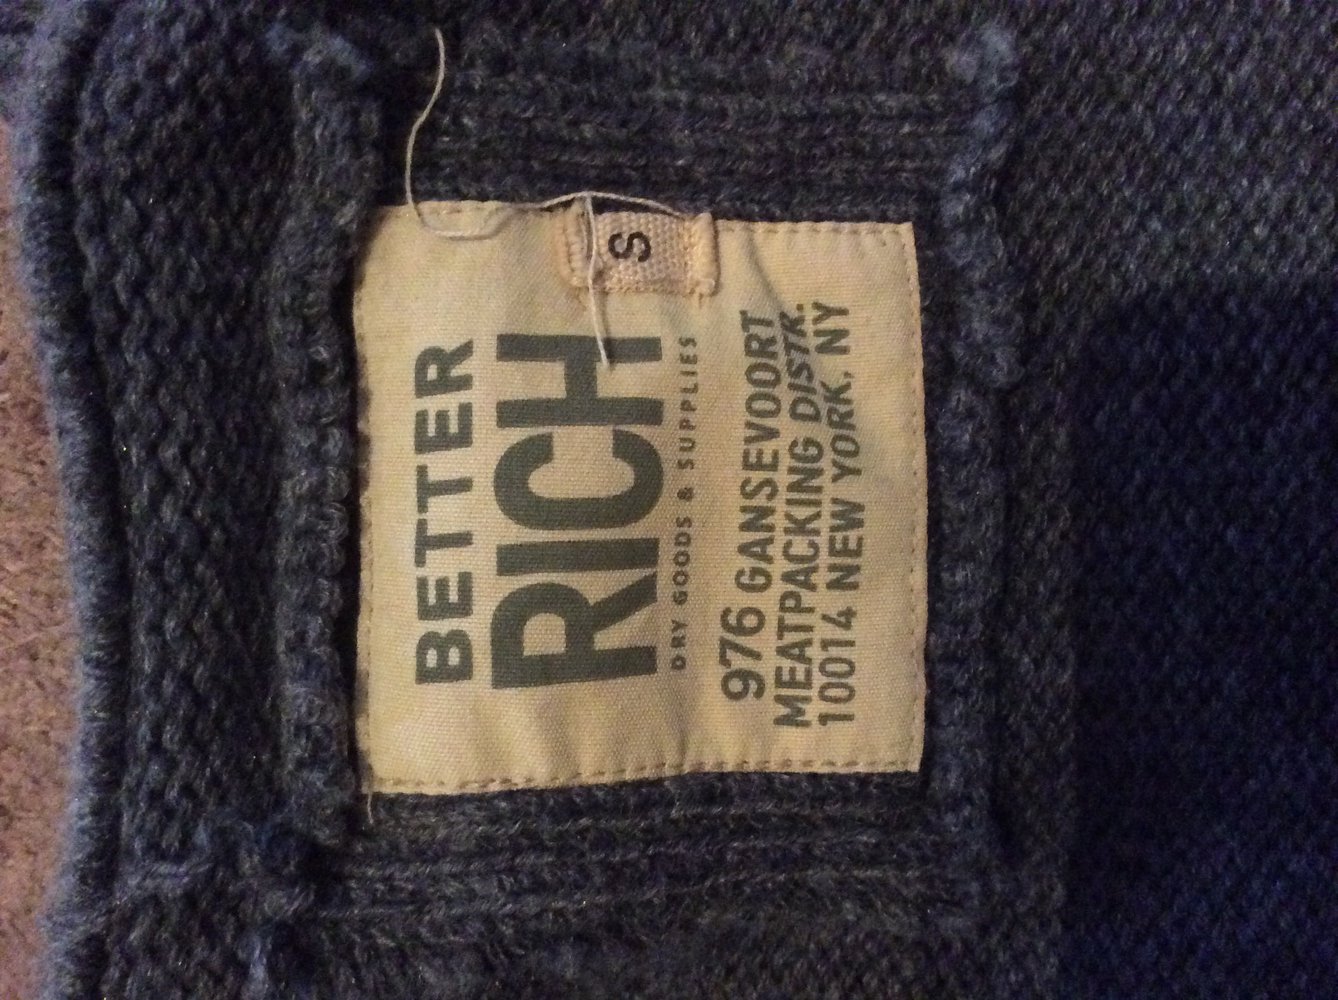 S
BETTER
RICH
DRY GOODS & SUPPLIES
976 GANSEVOORT
MEATPACKING DISTR.
10014 NEW YORK, NY